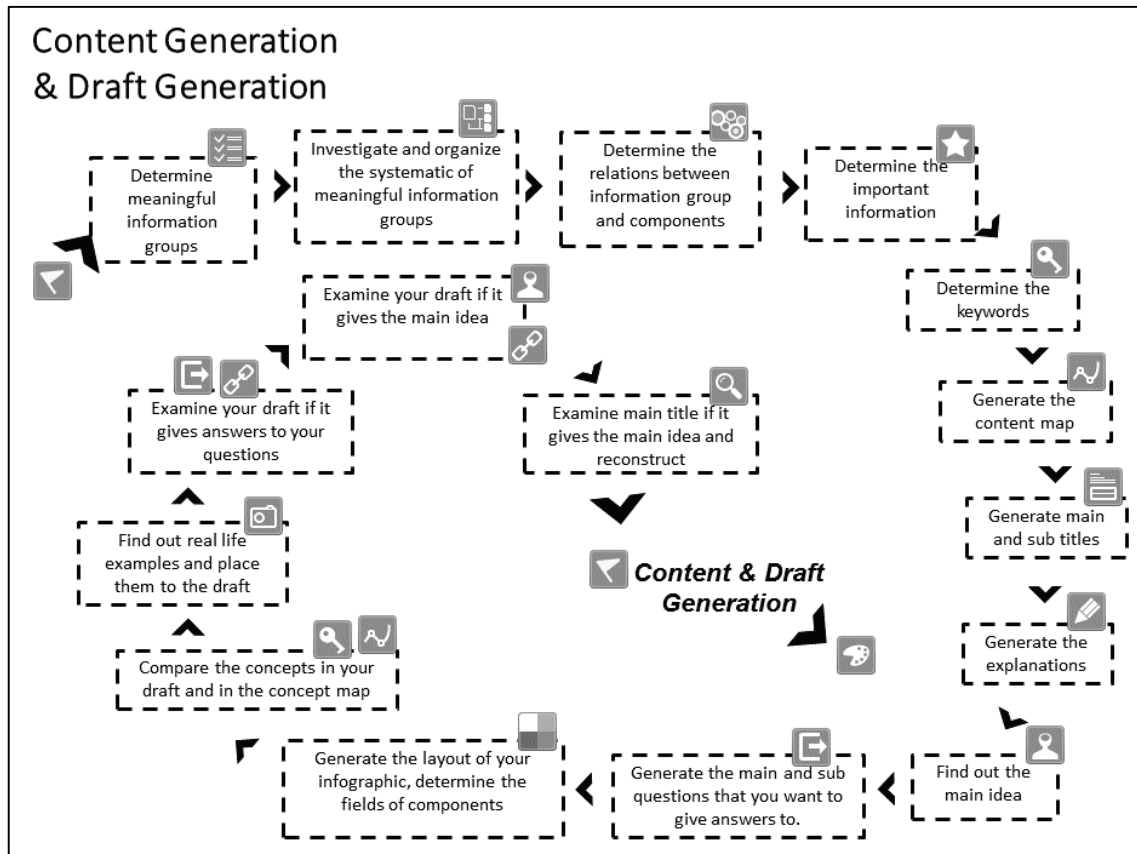 Content Generation
& Draft Generation
Determine
meaningful
information
groups
Investigate and organize
the systematic of
meaningful information
groups
Determine the
relations between
information group
and components
Determine the
important
information
Determine the
keywords
Generate the
content map
Generate main
and sub titles
Generate the
explanations
Find out the
main idea
Generate the main and sub
questions that you want to
give answers to.
Generate the layout of your
infographic, determine the
fields of components
Compare the concepts in your
draft and in the concept map
Find out real life
examples and place
them to the draft
Examine your draft if it
gives answers to your
questions
Examine your draft if it
gives the main idea
Examine main title if it
gives the main idea and
reconstruct
Content & Draft
Generation